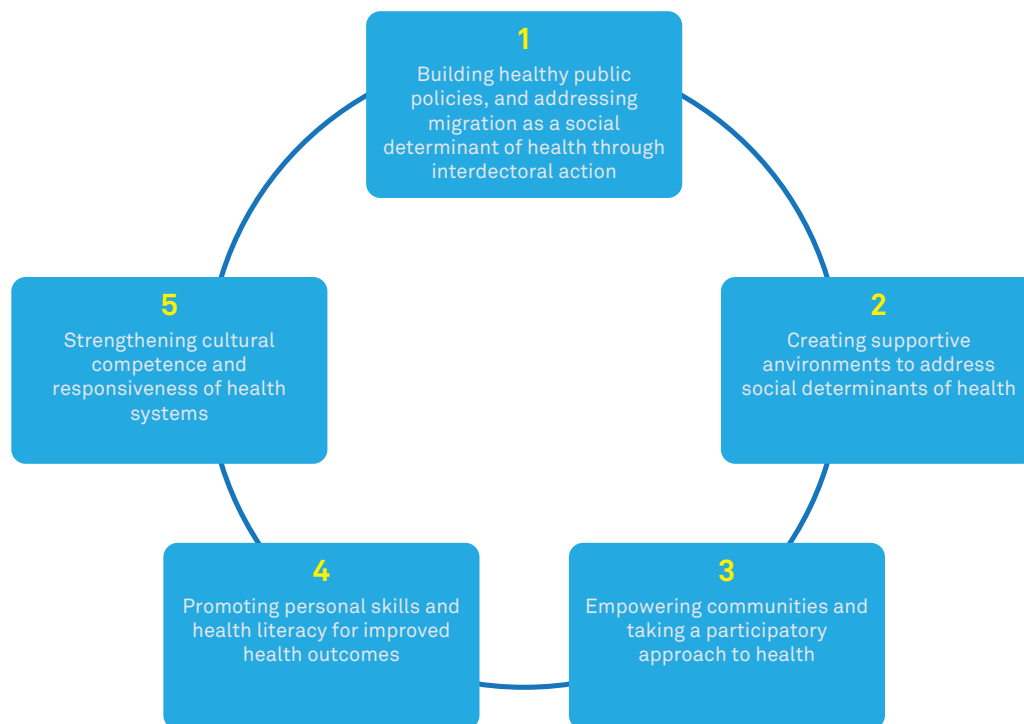 1
Building healthy public
policies, and addressing
migration as a social
determinant of health through
interdectoral action
2
Creating supportive
anvironments to address
social determinants of health
3
Empowering communities and
taking a participatory
approach to health
4
Promoting personal skills and
health literacy for improved
health outcomes
5
Strengthening cultural
competence and
responsiveness of health
systems